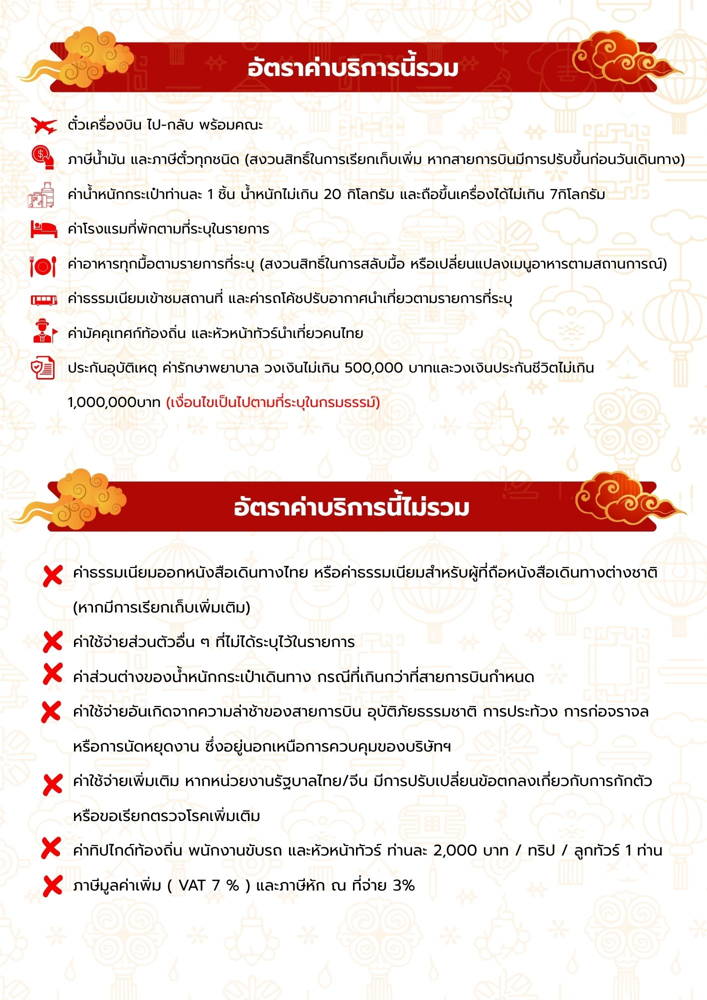 อัตราค่าบริการนี้รวม
ตั๋วเครื่องบิน ไป-กลับ พร้อมคณะ
ภาษีน้ำมัน และภาษีตั๋วทุกชนิด (สงวนสิทธิ์ในการเรียกเก็บเพิ่ม หากสายการบินมีการปรับขึ้นก่อนวันเดินทาง)
ค่าน้ำหนักกระเป๋าท่านละ 1 ชิ้น น้ำหนักไม่เกิน 20 กิโลกรัม และถือขึ้นเครื่องได้ไม่เกิน 7กิโลกรัม
ค่าโรงแรมที่พักตามที่ระบุในรายการ
ค่าอาหารทุกมื้อตามรายการที่ระบุ (สงวนสิทธิ์ในการสลับมื้อ หรือเปลี่ยนแปลงเมนูอาหารตามสถานการณ์)
ค่าธรรมเนียมเข้าชมสถานที่ และค่ารถโค้ชปรับอากาศนำเที่ยวตามรายการที่ระบุ
ค่ามัคคุเทศก์ท้องถิ่น และหัวหน้าทัวร์นำเที่ยวคนไทย
ประกันอุบัติเหตุ ค่ารักษาพยาบาล วงเงินไม่เกิน 500,000 บาทและวงเงินประกันชีวิตไม่เกิน
1,000,000บาท (เงื่อนไขเป็นไปตามที่ระบุในกรมธรรม์)
อัตราค่าบริการนี้ไม่รวม
ค่าธรรมเนียมออกหนังสือเดินทางไทย หรือค่าธรรมเนียมสำหรับผู้ที่ถือหนังสือเดินทางต่างชาติ
(หากมีการเรียกเก็บเพิ่มเติม)
ค่าใช้จ่ายส่วนตัวอื่น ๆ ที่ไม่ได้ระบุไว้ในรายการ
ค่าส่วนต่างของน้ำหนักกระเป๋าเดินทาง กรณีที่เกินกว่าที่สายการบินกำหนด
ค่าใช้จ่ายอันเกิดจากความล่าช้าของสายการบิน อุบัติภัยธรรมชาติ การประท้วง การก่อจราจล
หรือการนัดหยุดงาน ซึ่งอยู่นอกเหนือการควบคุมของบริษัทฯ
ค่าใช้จ่ายเพิ่มเติม หากหน่วยงานรัฐบาลไทย/จีน มีการปรับเปลี่ยนข้อตกลงเกี่ยวกับการกักตัว
หรือขอเรียกตรวจโรคเพิ่มเติม
ค่าทิปไกด์ท้องถิ่น พนักงานขับรถ และหัวหน้าทัวร์ ท่านละ 2,000 บาท / ทริป / ลูกทัวร์ 1 ท่าน
ภาษีมูลค่าเพิ่ม ( VAT 7 % ) และภาษีหัก ณ ที่จ่าย 3%